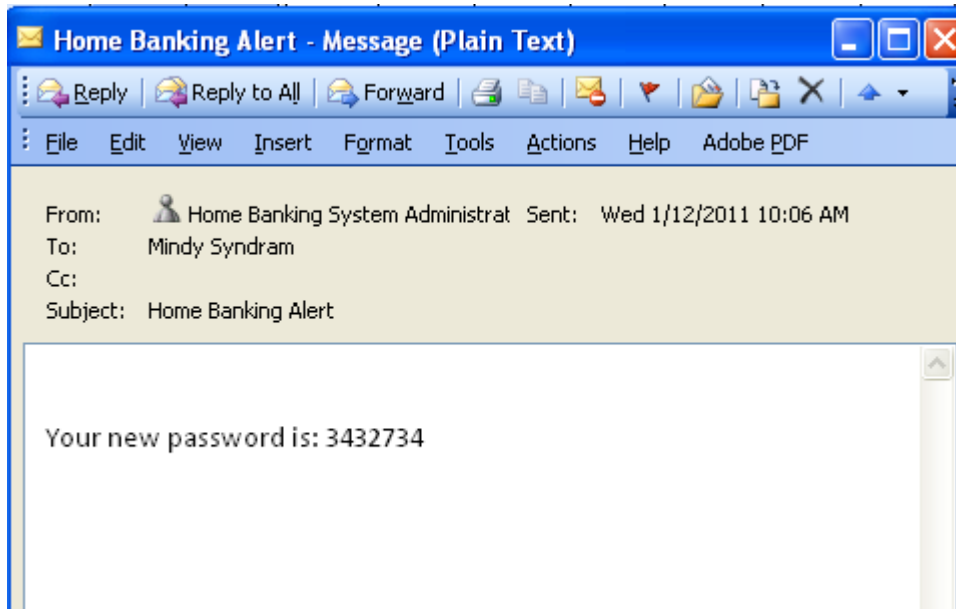 Home Banking Alert - Message (Plain Text)
Reply Reply to All Forward
File Edit View Insert Format Tools Actions Help Adobe PDF
From: Home Banking System Administrat Sent: Wed 1/12/2011 10:06 AM
To: Mindy Syndram
Cc:
Subject: Home Banking Alert
Your new password is: 3432734